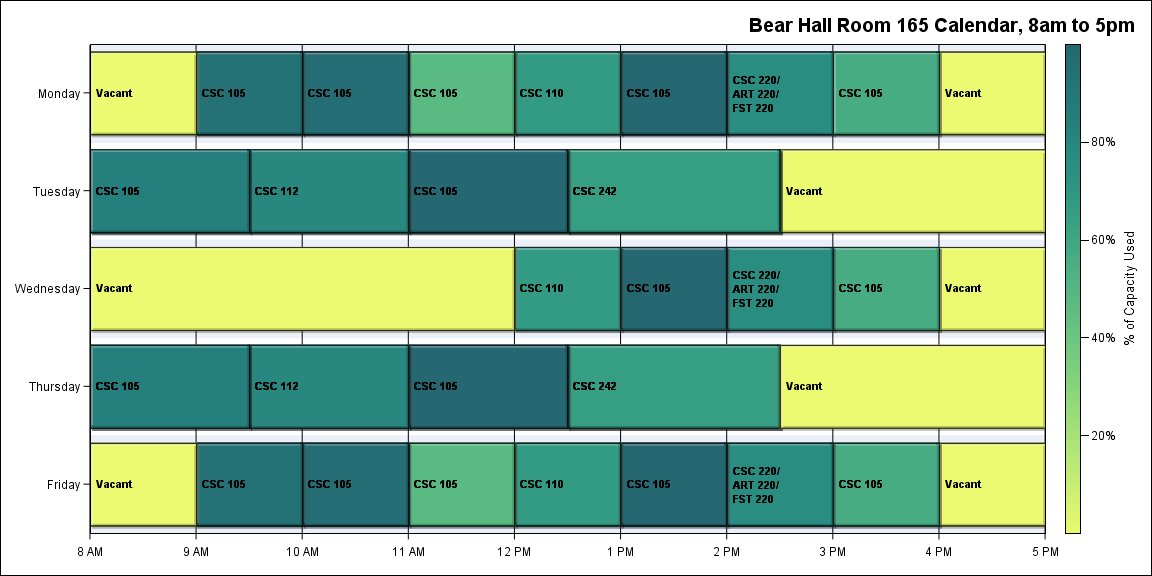 Bear Hall Room 165 Calendar, 8am to 5pm
Monday
Vacant
CSC 105
CSC 105
CSC 105
CSC 110
CSC 105
CSC 220/
ART 220/
FST 220
CSC 105
Vacant
Tuesday
CSC 105
CSC 112
CSC 105
CSC 242
Vacant
Wednesday
Vacant
CSC 110
CSC 105
CSC 220/
ART 220/
FST 220
CSC 105
Vacant
Thursday
CSC 105
CSC 112
CSC 105
CSC 242
Vacant
Friday
Vacant
CSC 105
CSC 105
CSC 105
CSC 110
CSC 105
CSC 220/
ART 220/
FST 220
CSC 105
Vacant
8 AM
9 AM
10 AM
11 AM
12 PM
1 PM
2 PM
3 PM
4 PM
5 PM
80%
60%
40%
20%
% of Capacity Used